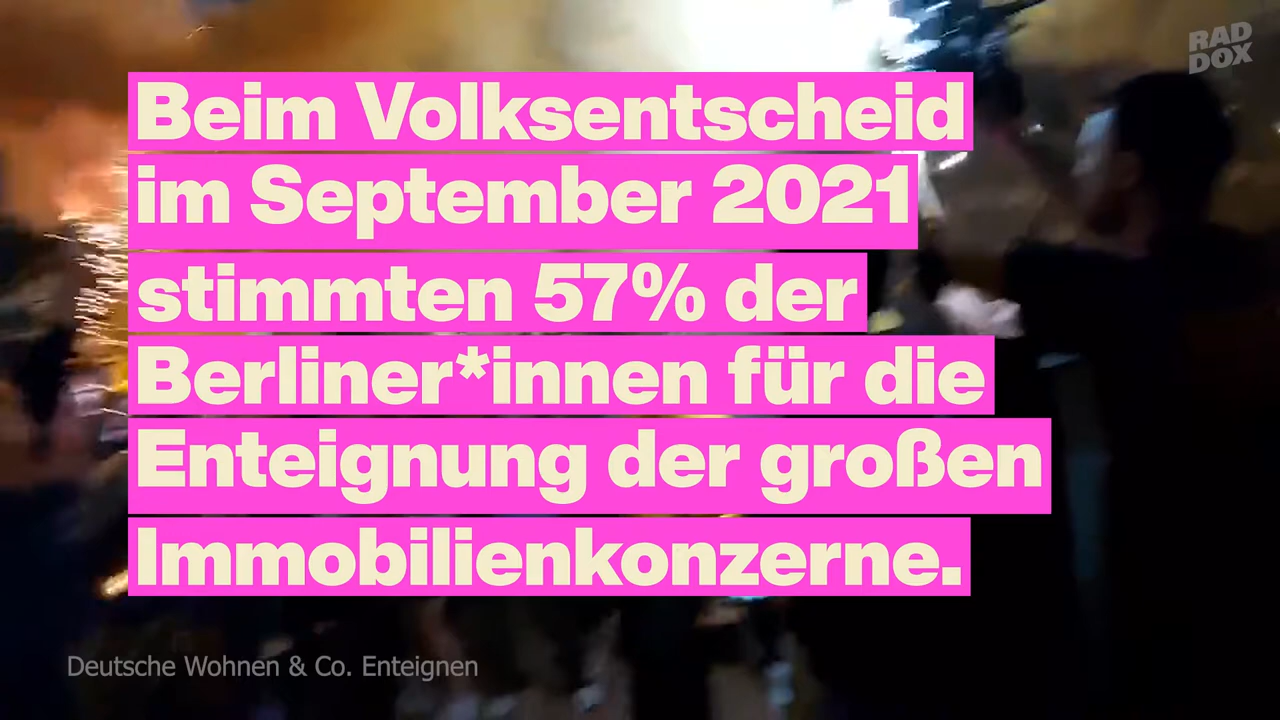 RAD
DOX
Beim Volksentscheid
im September 2021
stimmten 57% der
Berliner*innen für die
Enteignung der großen
Immobilienkonzerne.
Deutsche Wohnen & Co. Enteignen